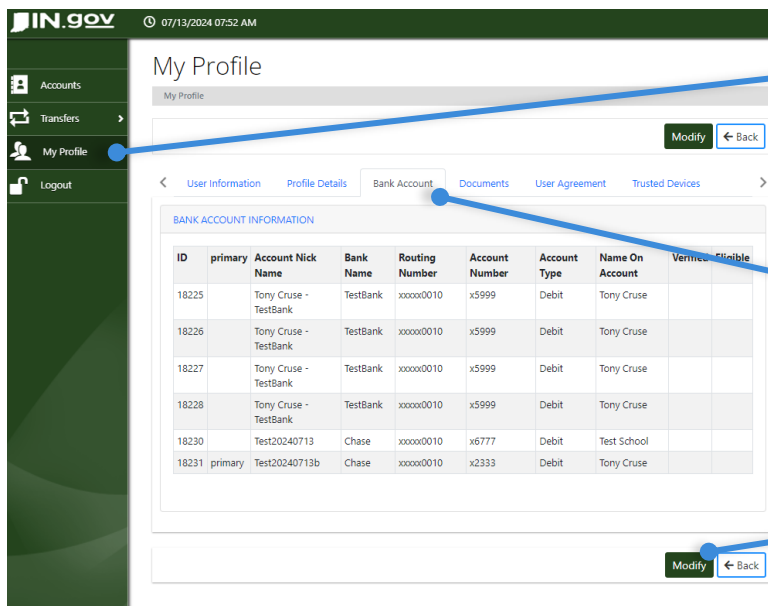 IN.gov
07/13/2024 07:52 AM
Accounts
Transfers
My Profile
Logout
My Profile
My Profile
Modify
Back
User Information Profile Details Bank Account Documents User Agreement Trusted Devices
BANK ACCOUNT INFORMATION
ID primary Account Nick Name Bank Name Routing Number Account Number Account Type Name On Account Verified Eligible
18225 Tony Cruse - TestBank TestBank xxxxx0010 x5999 Debit Tony Cruse
18226 Tony Cruse - TestBank TestBank xxxxx0010 x5999 Debit Tony Cruse
18227 Tony Cruse - TestBank TestBank xxxxx0010 x5999 Debit Tony Cruse
18228 Tony Cruse - TestBank TestBank xxxxx0010 x5999 Debit Tony Cruse
18230 Test20240713 Chase xxxxx0010 x6777 Debit Test School
18231 primary Test20240713b Chase xxxxx0010 x2333 Debit Tony Cruse
Modify
Back